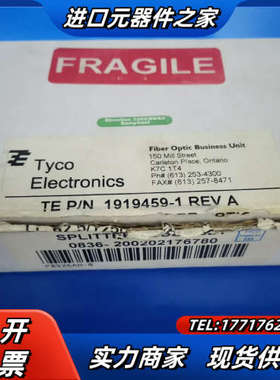 进口元器件之家
FRAGILE
Tyco
Electronics
Fiber Optic Business Unit
150 Mill Street
Carleton Place, Ontario
K7C 1T4
Ph# (613) 253-4300
FAX# (613) 257-8471
TE P/N 1919459-1 REV A
SPLITTER
0836- 200202176780
可开
票
TEL:1771762
实力商家 现货供